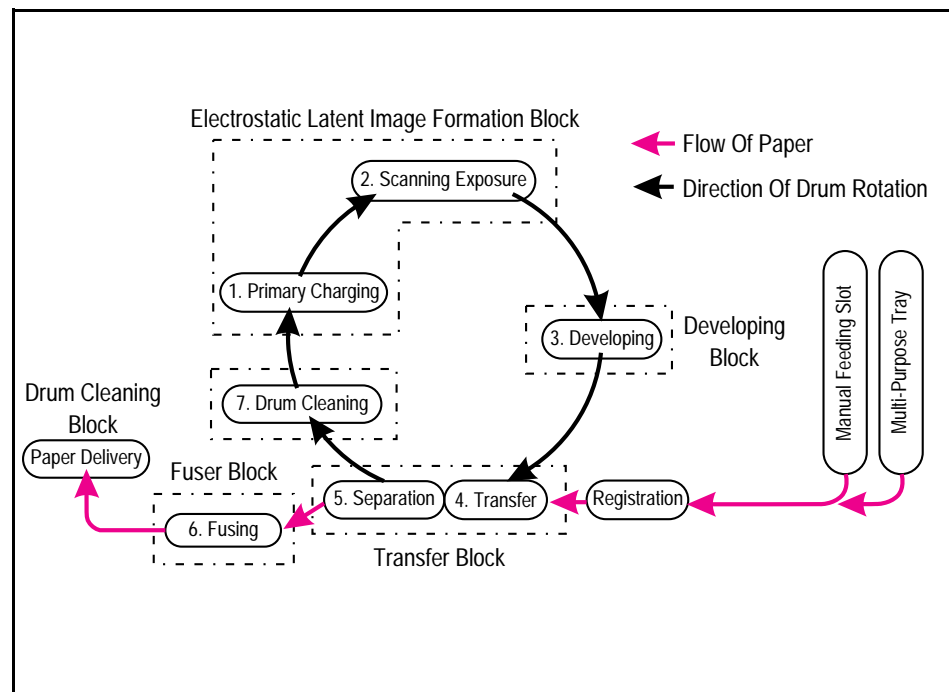 Electrostatic Latent Image Formation Block
Flow Of Paper
2. Scanning Exposure
Direction Of Drum Rotation
1. Primary Charging
Manual Feeding Slot
Multi-Purpose Tray
3. Developing
Developing
Block
Drum Cleaning
Block
7. Drum Cleaning
Paper Delivery
Fuser Block
5. Separation
4. Transfer
Registration
6. Fusing
Transfer Block